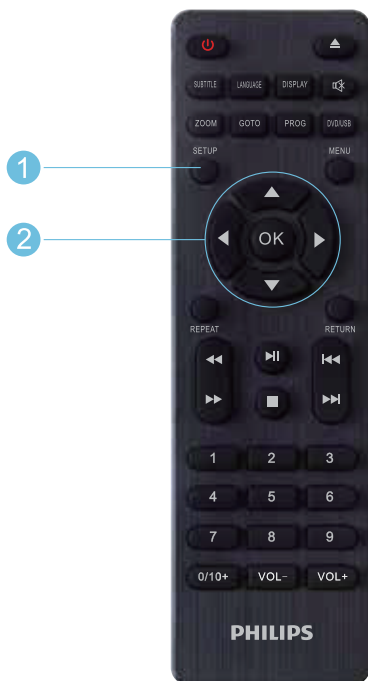 SUBTITLE LANGUAGE DISPLAY
ZOOM GOTO PROG DVD/USB
SETUP MENU
1
2
OK
REPEAT RETURN
1 2 3
4 5 6
7 8 9
0/10+ VOL- VOL+
PHILIPS